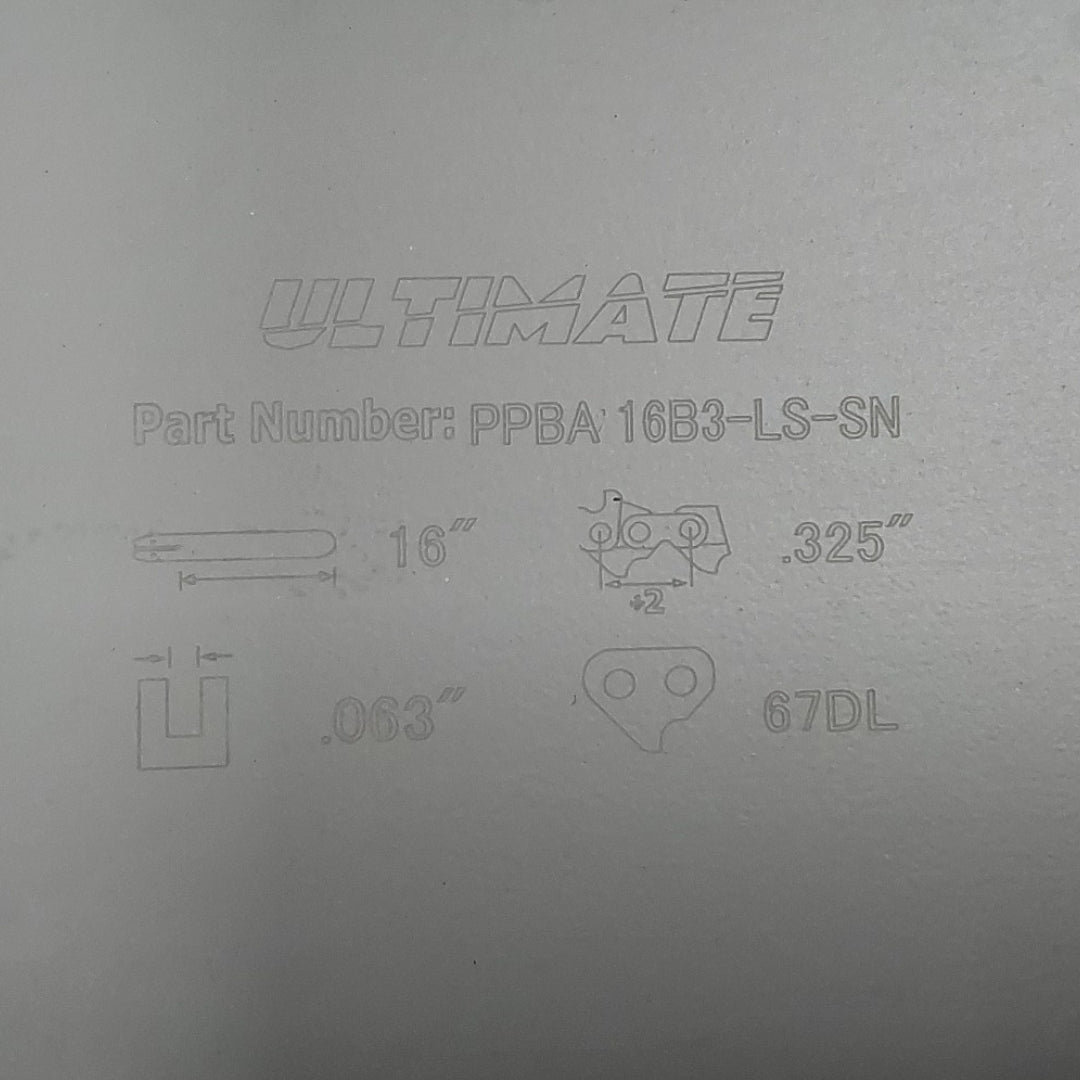 ULTIMATE
Part Number: PPBA 16B3-LS-SN
16″ .325″
÷2
.063″ 67DL